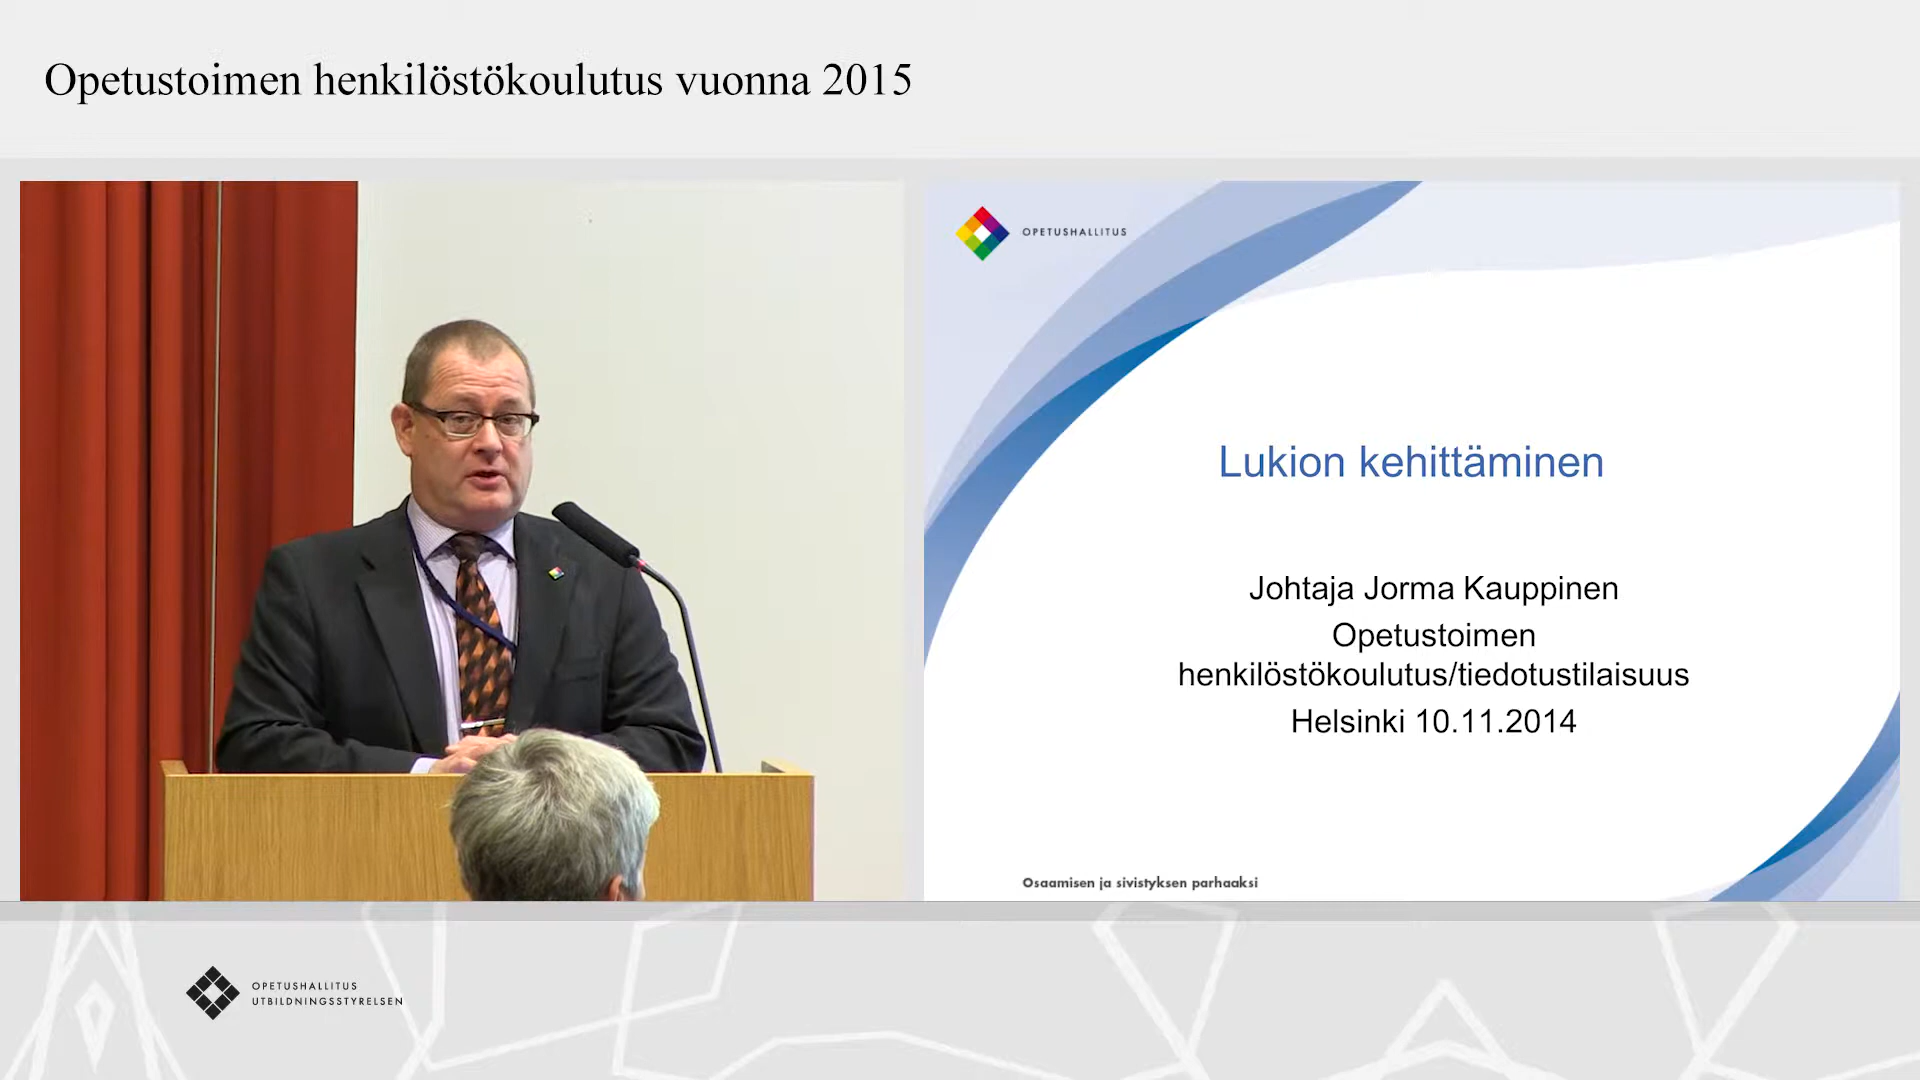 Opetustoimen henkilöstökoulutus vuonna 2015
OPETUSHALLITUS
Lukion kehittäminen
Johtaja Jorma Kauppinen
Opetustoimen
henkilöstökoulutus/tiedotustilaisuus
Helsinki 10.11.2014
Osaamisen ja sivistyksen parhaaksi
OPETUSHALLITUS
UTBILDNINGSSTYRELSEN